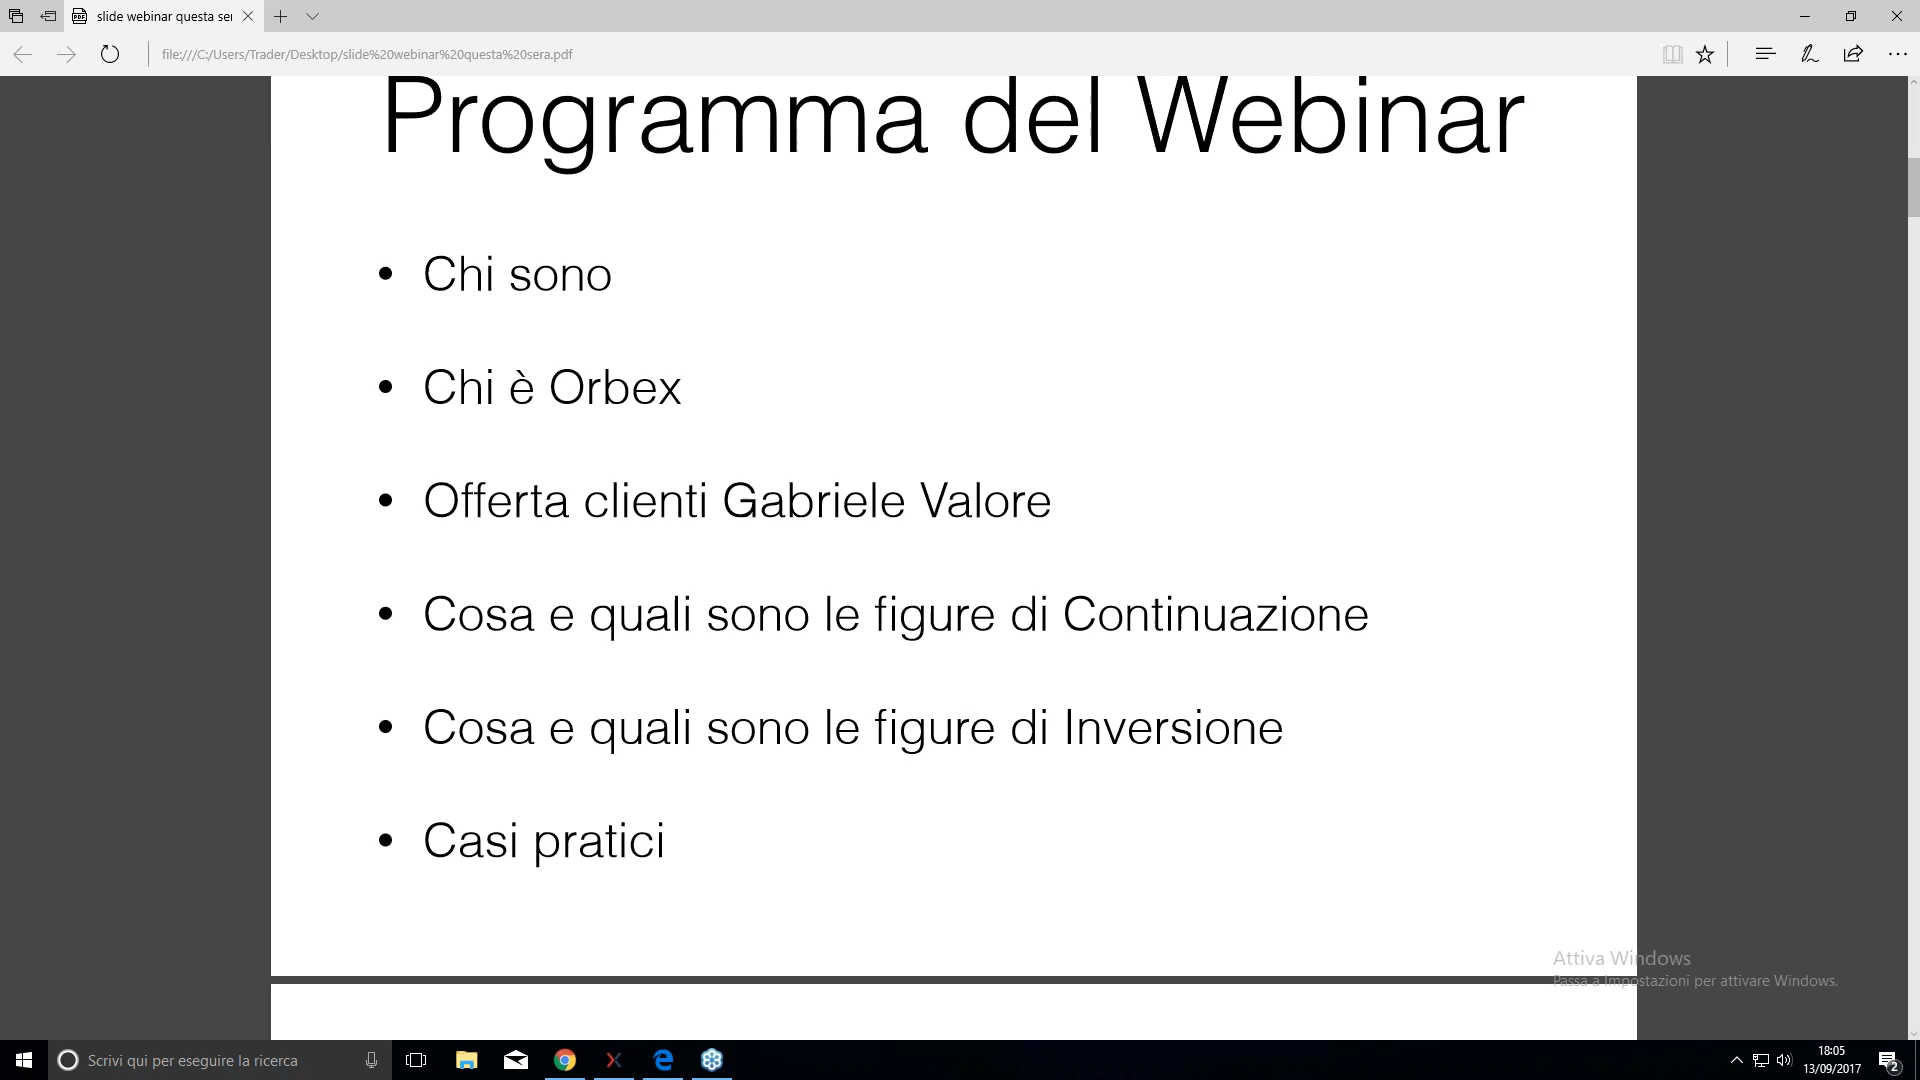 slide webinar questa ser
file:///C:/Users/Trader/Desktop/slide%20webinar%20questa%20sera.pdf
Programma del Webinar
• Chi sono
• Chi è Orbex
• Offerta clienti Gabriele Valore
• Cosa e quali sono le figure di Continuazione
• Cosa e quali sono le figure di Inversione
• Casi pratici
Attiva Windows
Passa a Impostazioni per attivare Windows.
Scrivi qui per eseguire la ricerca
18:05
13/09/2017
2